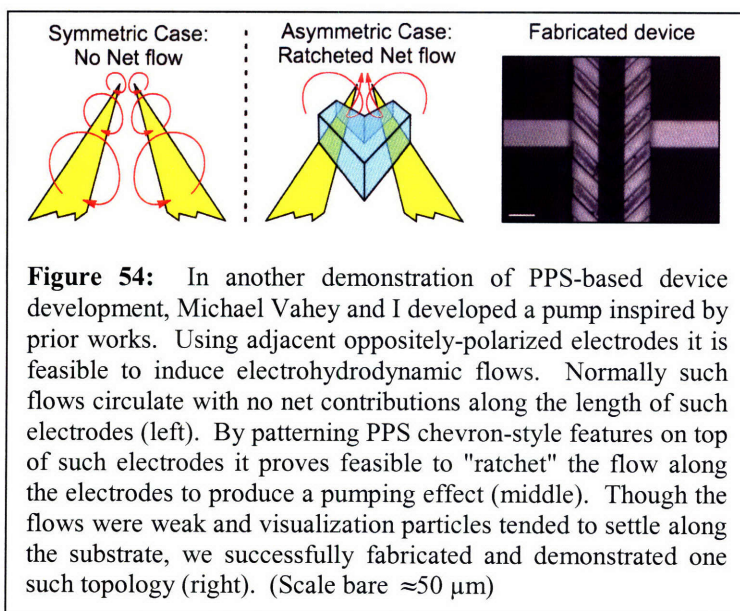 Symmetric Case:
No Net flow
Asymmetric Case:
Ratcheted Net flow
Fabricated device
Figure 54: In another demonstration of PPS-based device
development, Michael Vahey and I developed a pump inspired by
prior works. Using adjacent oppositely-polarized electrodes it is
feasible to induce electrohydrodynamic flows. Normally such
flows circulate with no net contributions along the length of such
electrodes (left). By patterning PPS chevron-style features on top
of such electrodes it proves feasible to "ratchet" the flow along
the electrodes to produce a pumping effect (middle). Though the
flows were weak and visualization particles tended to settle along
the substrate, we successfully fabricated and demonstrated one
such topology (right). (Scale bare ≈50 µm)